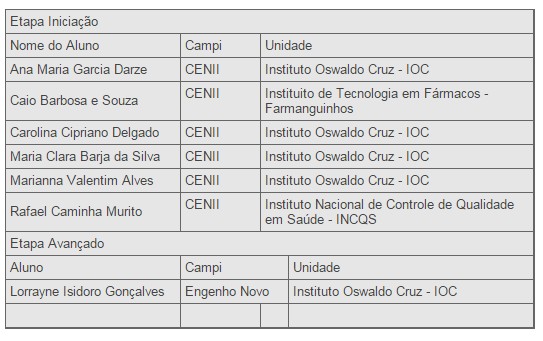 Etapa Iniciação
Nome do Aluno Campi Unidade
Ana Maria Garcia Darze CENII Instituto Oswaldo Cruz - IOC
Caio Barbosa e Souza CENII Instituito de Tecnologia em Fármacos -
Farmanguinhos
Carolina Cipriano Delgado CENII Instituto Oswaldo Cruz - IOC
Maria Clara Barja da Silva CENII Instituto Oswaldo Cruz - IOC
Marianna Valentim Alves CENII Instituto Oswaldo Cruz - IOC
Rafael Caminha Murito CENII Instituto Nacional de Controle de Qualidade
em Saúde - INCQS
Etapa Avançado
Aluno Campi Unidade
Lorrayne Isidoro Gonçalves Engenho Novo Instituto Oswaldo Cruz - IOC